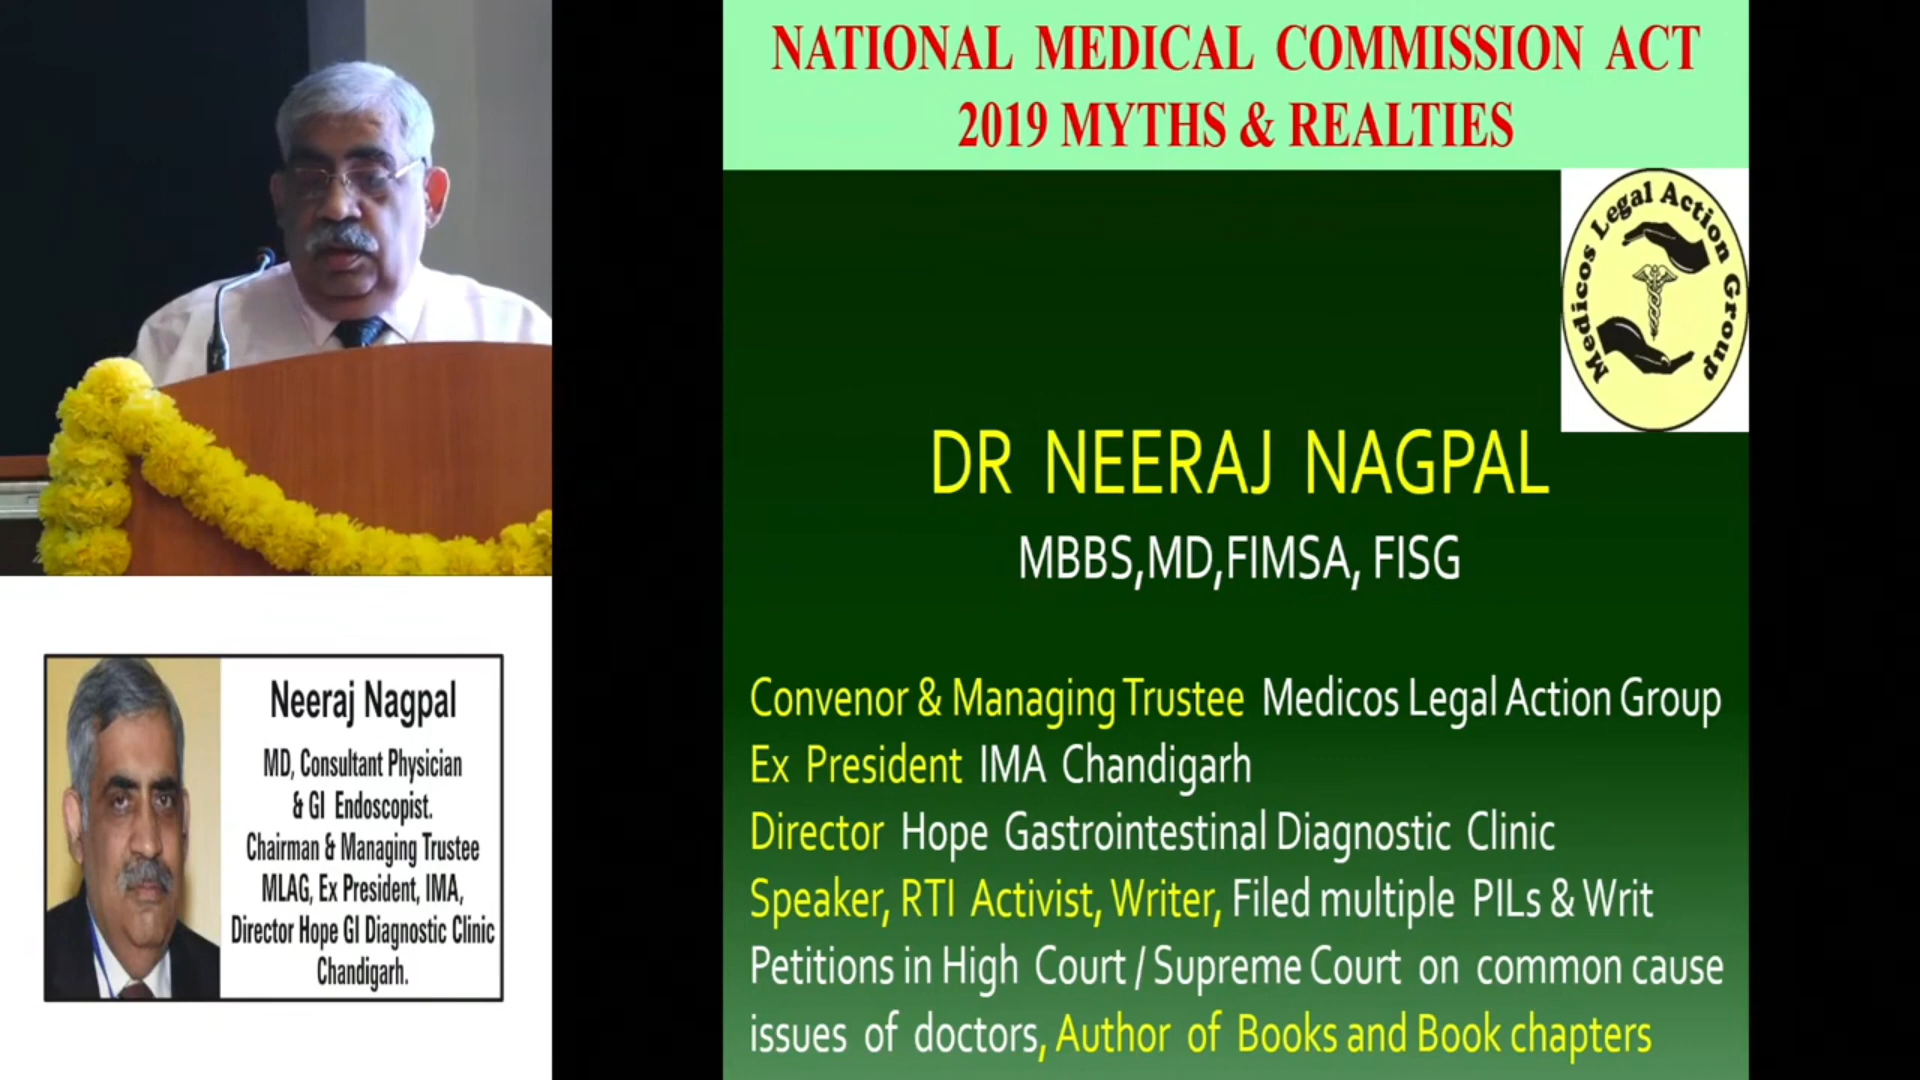 NATIONAL MEDICAL COMMISSION ACT
2019 MYTHS & REALTIES
Medicos Legal Action Group
DR NEERAJ NAGPAL
MBBS,MD,FIMSA, FISG
Convenor & Managing Trustee Medicos Legal Action Group
Ex President IMA Chandigarh
Director Hope Gastrointestinal Diagnostic Clinic
Speaker, RTI Activist, Writer, Filed multiple PILs & Writ
Petitions in High Court / Supreme Court on common cause
issues of doctors, Author of Books and Book chapters
Neeraj Nagpal
MD, Consultant Physician
& GI Endoscopist.
Chairman & Managing Trustee
MLAG, Ex President, IMA,
Director Hope GI Diagnostic Clinic
Chandigarh.